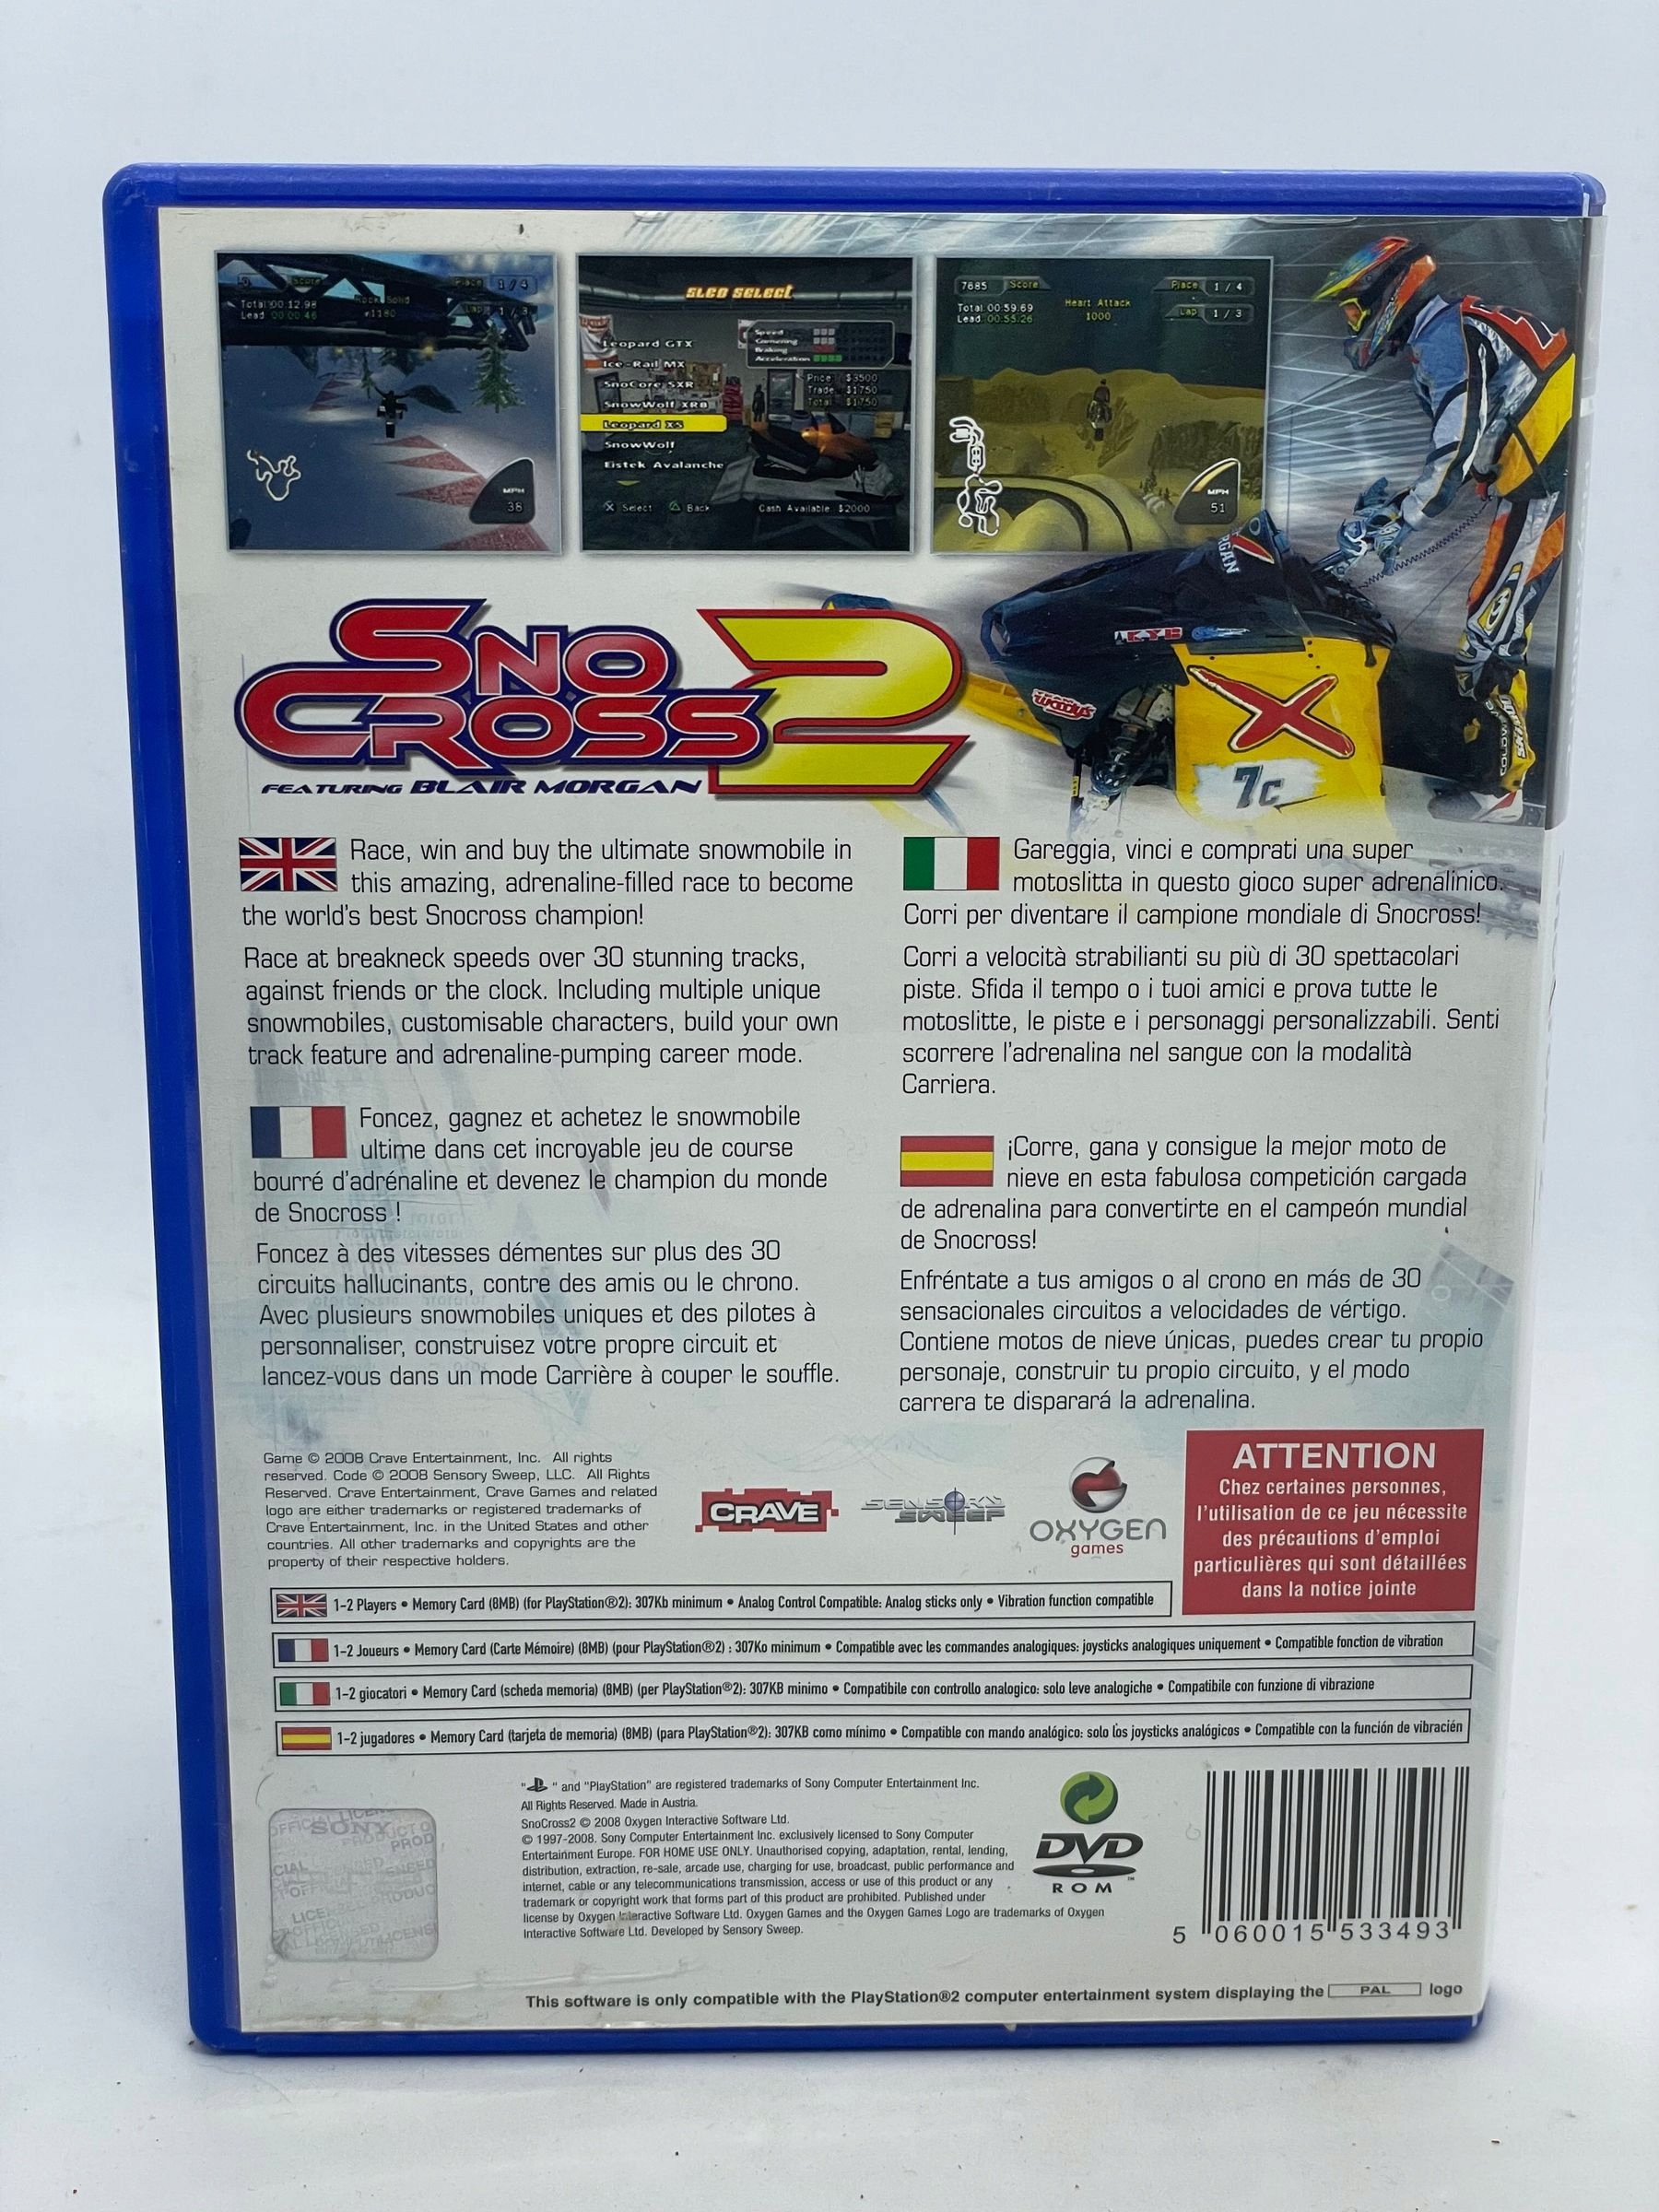 Score
Place 1/4
Total 00:12.98
Lead 00:00.46
Rock Solid
1180
Lap 1/3
MPH
38
SLED SELECT
Leopard GTX
Ice-Rail MX
SnoCore SXR
SnowWolf XRB
Leopard XS
SnowWolf
Eistek Avalanche
Speed
Cornering
Braking
Acceleration
Price $3500
Trade $1750
Total $1750
Select
Back
Cash Available $2000
7685 Score
Place 1/4
Total 00:59.69
Lead 00:55.26
Heart Attack
1000
Lap 1/3
MPH
51
KYB
X
7c
SNO
CROSS 2
FEATURING BLAIR MORGAN
Race, win and buy the ultimate snowmobile in
this amazing, adrenaline-filled race to become
the world's best Snocross champion!
Race at breakneck speeds over 30 stunning tracks,
against friends or the clock. Including multiple unique
snowmobiles, customisable characters, build your own
track feature and adrenaline-pumping career mode.
Foncez, gagnez et achetez le snowmobile
ultime dans cet incroyable jeu de course
bourré d'adrénaline et devenez le champion du monde
de Snocross !
Foncez à des vitesses démentes sur plus des 30
circuits hallucinants, contre des amis ou le chrono.
Avec plusieurs snowmobiles uniques et des pilotes à
personnaliser, construisez votre propre circuit et
lancez-vous dans un mode Carrière à couper le souffle.
Gareggia, vinci e comprati una super
motoslitta in questo gioco super adrenalinico.
Corri per diventare il campione mondiale di Snocross!
Corri a velocità strabilianti su più di 30 spettacolari
piste. Sfida il tempo o i tuoi amici e prova tutte le
motoslitte, le piste e i personaggi personalizzabili. Senti
scorrere l'adrenalina nel sangue con la modalità
Carriera.
¡Corre, gana y consigue la mejor moto de
nieve en esta fabulosa competición cargada
de adrenalina para convertirte en el campeón mundial
de Snocross!
Enfréntate a tus amigos o al crono en más de 30
sensacionales circuitos a velocidades de vértigo.
Contiene motos de nieve únicas, puedes crear tu propio
personaje, construir tu propio circuito, y el modo
carrera te disparará la adrenalina.
Game © 2008 Crave Entertainment, Inc. All rights
reserved. Code © 2008 Sensory Sweep, LLC. All Rights
Reserved. Crave Entertainment, Crave Games and related
logo are either trademarks or registered trademarks of
Crave Entertainment, Inc. in the United States and other
countries. All other trademarks and copyrights are the
property of their respective holders.
CRAVE
SENSORY
SWEEP
OXYGEN
games
ATTENTION
Chez certaines personnes,
l'utilisation de ce jeu nécessite
des précautions d'emploi
particulières qui sont détaillées
dans la notice jointe
1-2 Players • Memory Card (8MB) (for PlayStation®2): 307Kb minimum • Analog Control Compatible: Analog sticks only • Vibration function compatible
1-2 Joueurs • Memory Card (Carte Mémoire) (8MB) (pour PlayStation®2) : 307Ko minimum • Compatible avec les commandes analogiques: joysticks analogiques uniquement • Compatible fonction de vibration
1-2 giocatori • Memory Card (scheda memoria) (8MB) (per PlayStation®2): 307KB minimo • Compatibile con controllo analogico: solo leve analogiche • Compatibile con funzione di vibrazione
1-2 jugadores • Memory Card (tarjeta de memoria) (8MB) (para PlayStation®2): 307KB como mínimo • Compatible con mando analógico: solo los joysticks analógicos • Compatible con la función de vibracién
" " and "PlayStation" are registered trademarks of Sony Computer Entertainment Inc.
All Rights Reserved. Made in Austria.
SnoCross2 © 2008 Oxygen Interactive Software Ltd.
© 1997-2008. Sony Computer Entertainment Inc. exclusively licensed to Sony Computer
Entertainment Europe. FOR HOME USE ONLY. Unauthorised copying, adaptation, rental, lending,
distribution, extraction, re-sale, arcade use, charging for use, broadcast, public performance and
internet, cable or any telecommunications transmission, access or use of this product or any
trademark or copyright work that forms part of this product are prohibited. Published under
license by Oxygen Interactive Software Ltd. Oxygen Games and the Oxygen Games Logo are trademarks of Oxygen
Interactive Software Ltd. Developed by Sensory Sweep.
SONY
DVD
ROM
5 060015 533493
This software is only compatible with the PlayStation®2 computer entertainment system displaying the PAL logo